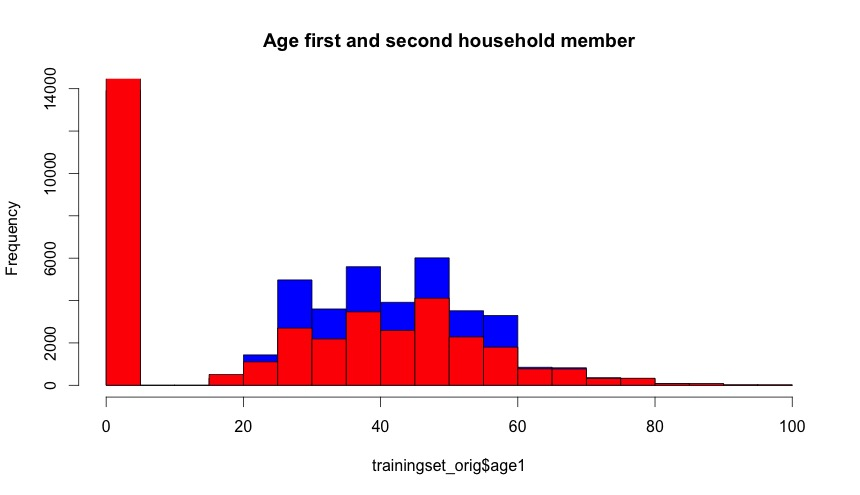 Age first and second household member
Frequency
14000
10000
6000
2000
0
0 20 40 60 80 100
trainingset_orig$age1